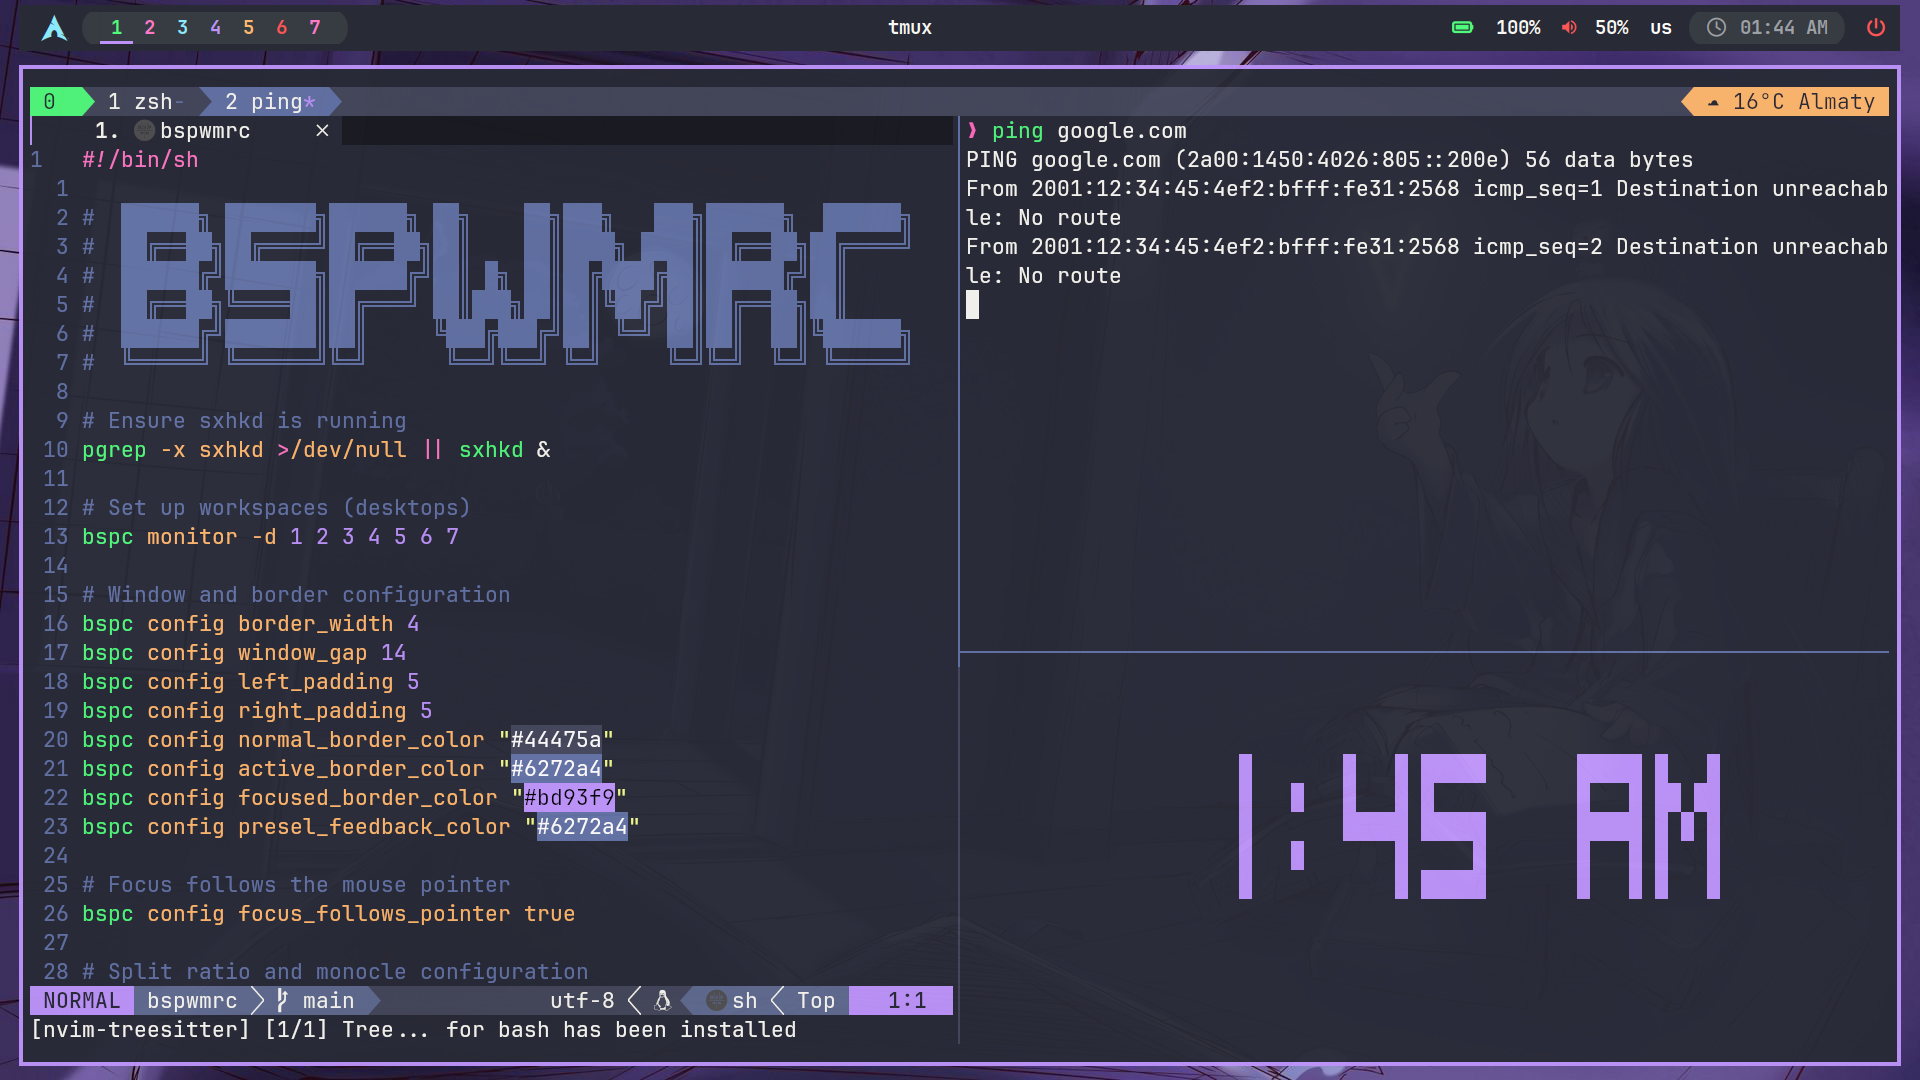 1 2 3 4 5 6 7
tmux
100% 50% us 01:44 AM
0 1 zsh- 2 ping*
16°C Almaty
1. bspwmrc ×
1 #!/bin/sh
1
2 #
3 #
4 #
5 #
6 #
7 #
BSPWMRC
8
9 # Ensure sxhkd is running
10 pgrep -x sxhkd >/dev/null || sxhkd &
11
12 # Set up workspaces (desktops)
13 bspc monitor -d 1 2 3 4 5 6 7
14
15 # Window and border configuration
16 bspc config border_width 4
17 bspc config window_gap 14
18 bspc config left_padding 5
19 bspc config right_padding 5
20 bspc config normal_border_color "#44475a"
21 bspc config active_border_color "#6272a4"
22 bspc config focused_border_color "#bd93f9"
23 bspc config presel_feedback_color "#6272a4"
24
25 # Focus follows the mouse pointer
26 bspc config focus_follows_pointer true
27
28 # Split ratio and monocle configuration
NORMAL bspwmrc main utf-8 sh Top 1:1
[nvim-treesitter] [1/1] Tree... for bash has been installed
❱ ping google.com
PING google.com (2a00:1450:4026:805::200e) 56 data bytes
From 2001:12:34:45:4ef2:bfff:fe31:2568 icmp_seq=1 Destination unreachab
le: No route
From 2001:12:34:45:4ef2:bfff:fe31:2568 icmp_seq=2 Destination unreachab
le: No route
1:45 AM